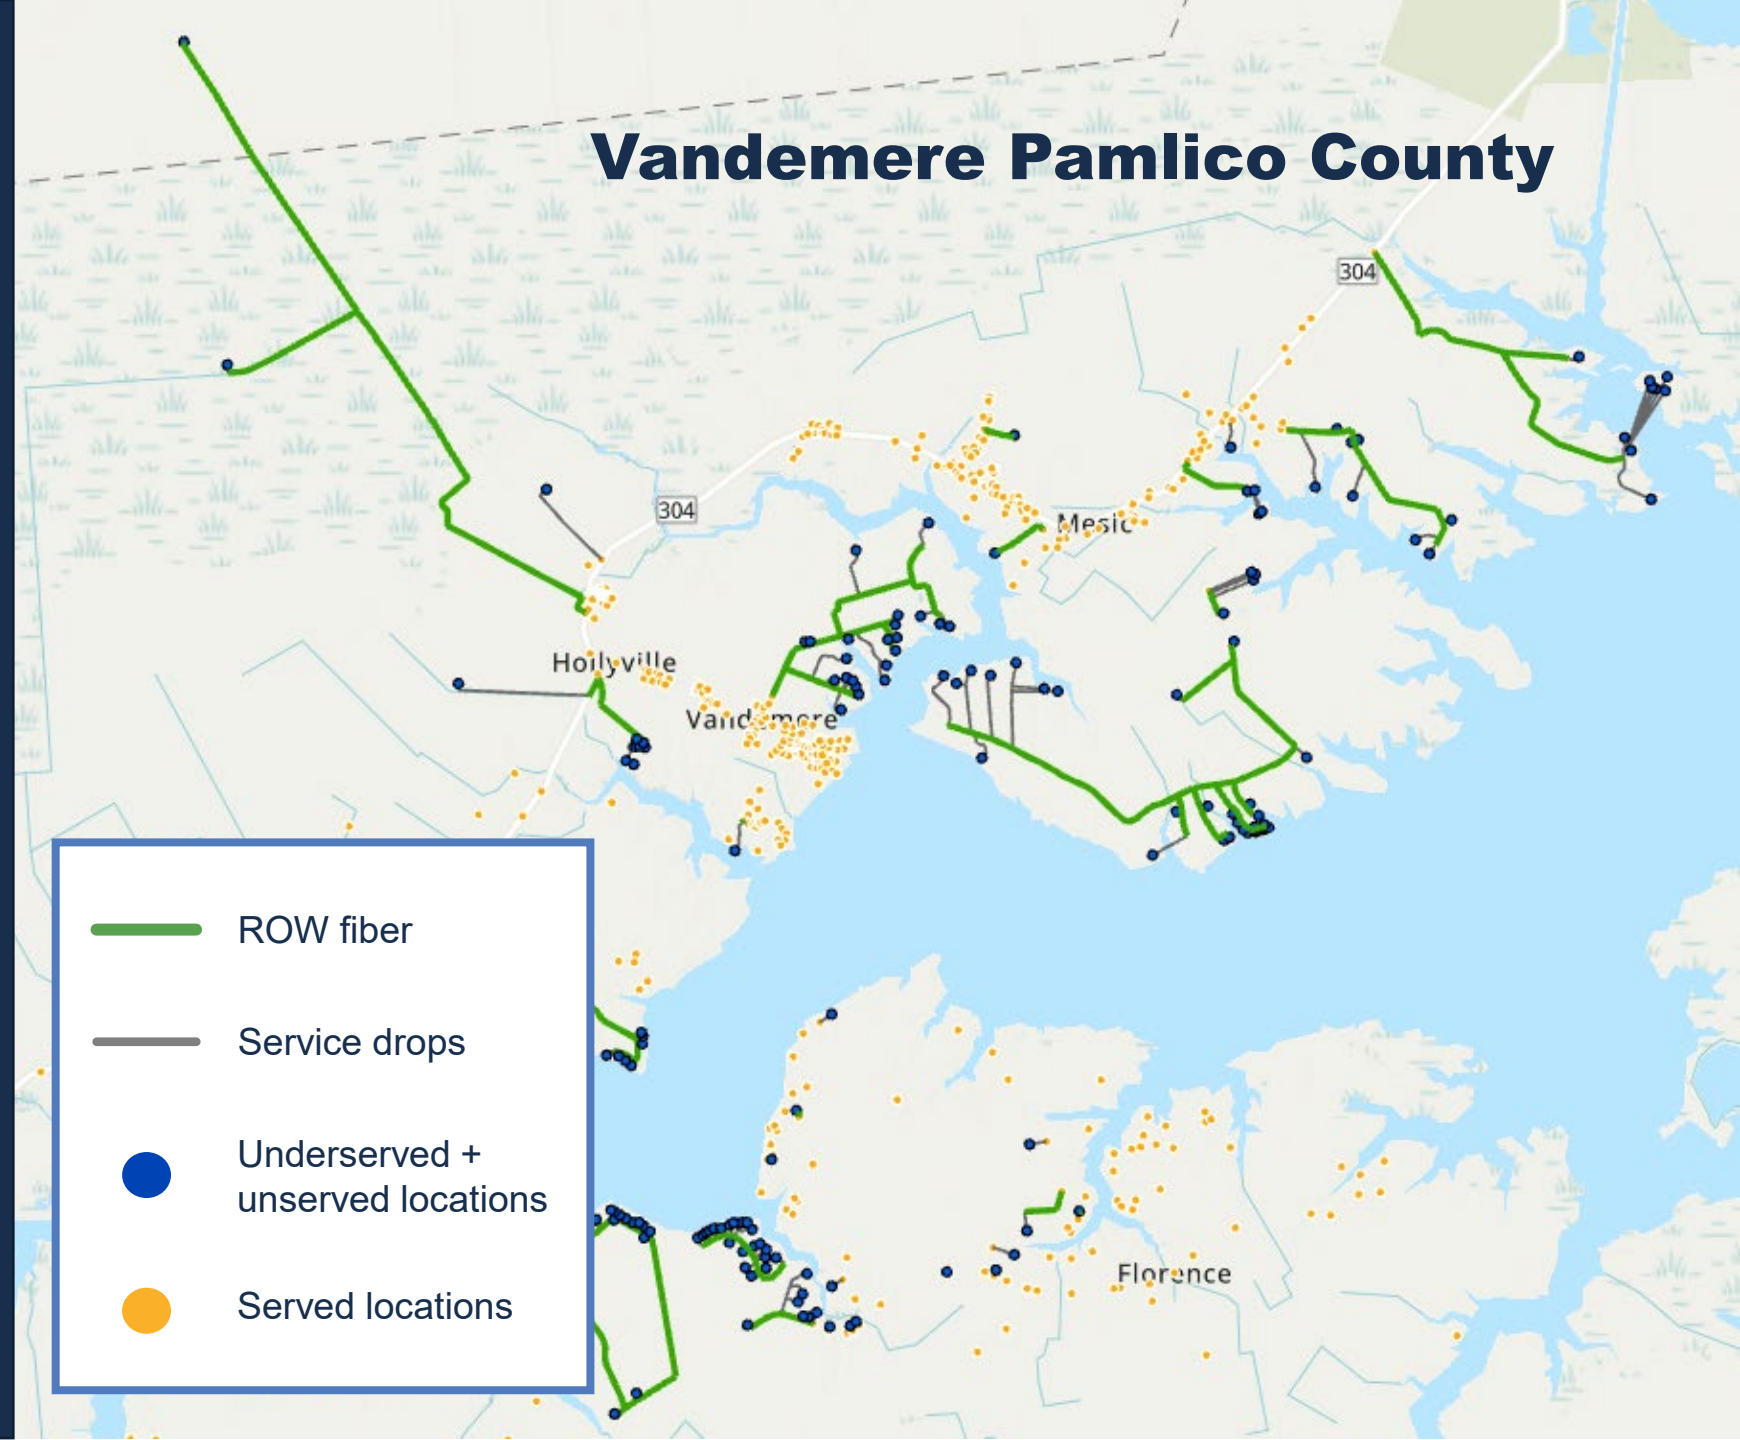 Vandemere Pamlico County
304
304
Mesic
Hollyville
Vandemere
ROW fiber
Service drops
Underserved +
unserved locations
Served locations
Florence